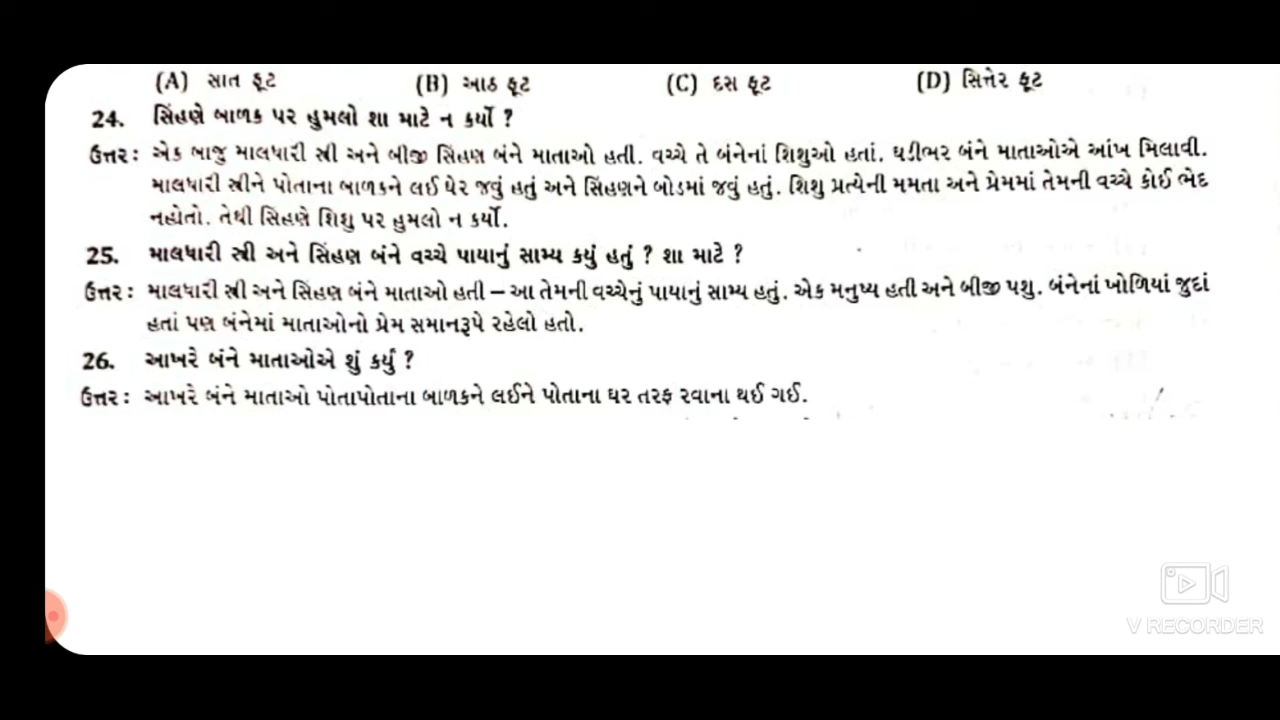 (A) સાત ફૂટ (B) આઠ ફૂટ (C) દસ ફૂટ (D) સિત્તેર ફૂટ
24. સિંહણે બાળક પર હુમલો શા માટે ન કર્યો ?
ઉત્તર : એક બાજુ માલધારી સ્ત્રી અને બીજી સિંહણ બંને માતાઓ હતી. વચ્ચે તે બંનેનાં શિશુઓ હતાં. ઘડીભર બંને માતાઓએ આંખ મિલાવી.
માલધારી સ્ત્રીને પોતાના બાળકને લઈ ઘેર જવું હતું અને સિંહણને બોડમાં જવું હતું. શિશુ પ્રત્યેની મમતા અને પ્રેમમાં તેમની વચ્ચે કોઈ ભેદ
નહોતો. તેથી સિંહણે શિશુ પર હુમલો ન કર્યો.
25. માલધારી સ્ત્રી અને સિંહણ બંને વચ્ચે પાયાનું સામ્ય કયું હતું ? શા માટે ?
ઉત્તર : માલધારી સ્ત્રી અને સિંહણ બંને માતાઓ હતી – આ તેમની વચ્ચેનું પાયાનું સામ્ય હતું. એક મનુષ્ય હતી અને બીજી પશુ. બંનેનાં ખોળિયાં જુદાં
હતાં પણ બંનેમાં માતાઓનો પ્રેમ સમાનરૂપે રહેલો હતો.
26. આખરે બંને માતાઓએ શું કર્યું ?
ઉત્તર : આખરે બંને માતાઓ પોતાપોતાના બાળકને લઈને પોતાના ઘર તરફ રવાના થઈ ગઈ.
V RECORDER